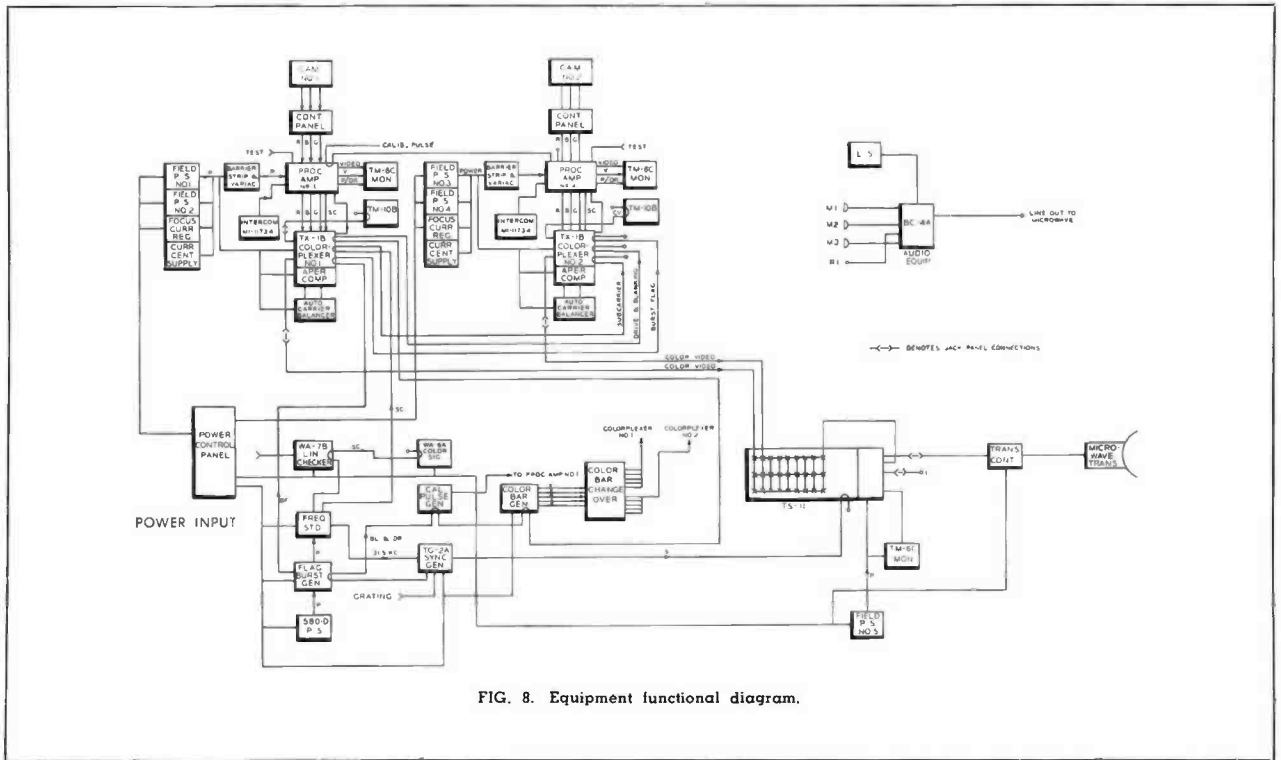 CAM
NO. 1
CONT
PANEL
R B G
TEST
CALIB. PULSE
FIELD
P S
NO.1
FIELD
P S
NO.2
FOCUS
CURR
REG
CURR
CENT
SUPPLY
P
BARRIER
STRIP &
VARIAC
P
PROC
AMP
NO. 1
VIDEO
V
P/DR
TM-6C
MON
INTERCOM
MI-11734
R B G SC
TM-10B
TX-1B
COLOR-
PLEXER
NO.1
APER
COMP
AUTO
CARRIER
BALANCER
CAM
NO.2
CONT
PANEL
R B G
TEST
FIELD
P S
NO.3
FIELD
P S
NO.4
FOCUS
CURR
REG
CURR
CENT
SUPPLY
POWER
BARRIER
STRIP &
VARIAC
PROC
AMP
VIDEO
V
P/DR
TM-6C
MON
INTERCOM
MI-11734
R B G SC
TM-10B
TX-1B
COLOR-
PLEXER
NO.2
APER
COMP
AUTO
CARRIER
BALANCER
SUBCARRIER
DRIVE & BLANKING
BURST FLAG
L S
M1
M2
M3
R1
BC-4A
AUDIO
EQUIP
LINE OUT TO
MICROWAVE
DENOTES JACK PANEL CONNECTIONS
COLOR VIDEO
COLOR VIDEO
POWER
CONTROL
PANEL
POWER INPUT
WA-7B
LIN
CHECKER
SC
SC
WA-6A
COLOR
SIG
COLORPLEXER
NO.1
COLORPLEXER
NO.2
TO PROC AMP NO.1
CAL
PULSE
GEN
COLOR
BAR
GEN
COLOR
BAR
CHANGE
OVER
BF
FREQ
STD
BL & DR
31.5 KC
P
FLAG
BURST
GEN
TG-2A
SYNC
GEN
S
GRATING
P
580-D
P S
TS-11
TRANS
CONT
MICRO-
WAVE
TRANS
TM-6C
MON
P
FIELD
P S
NO.5
FIG. 8. Equipment functional diagram.